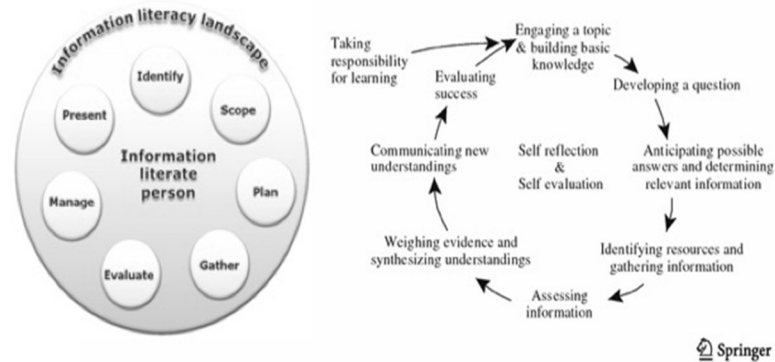 Information literacy landscape
Identify
Scope
Plan
Gather
Evaluate
Manage
Present
Information
literate
person
Taking
responsibility
for learning
Engaging a topic
& building basic
knowledge
Developing a question
Anticipating possible
answers and determining
relevant information
Identifying resources and
gathering information
Assessing
information
Weighing evidence and
synthesizing understandings
Communicating new
understandings
Evaluating
success
Self reflection
&
Self evaluation
Springer